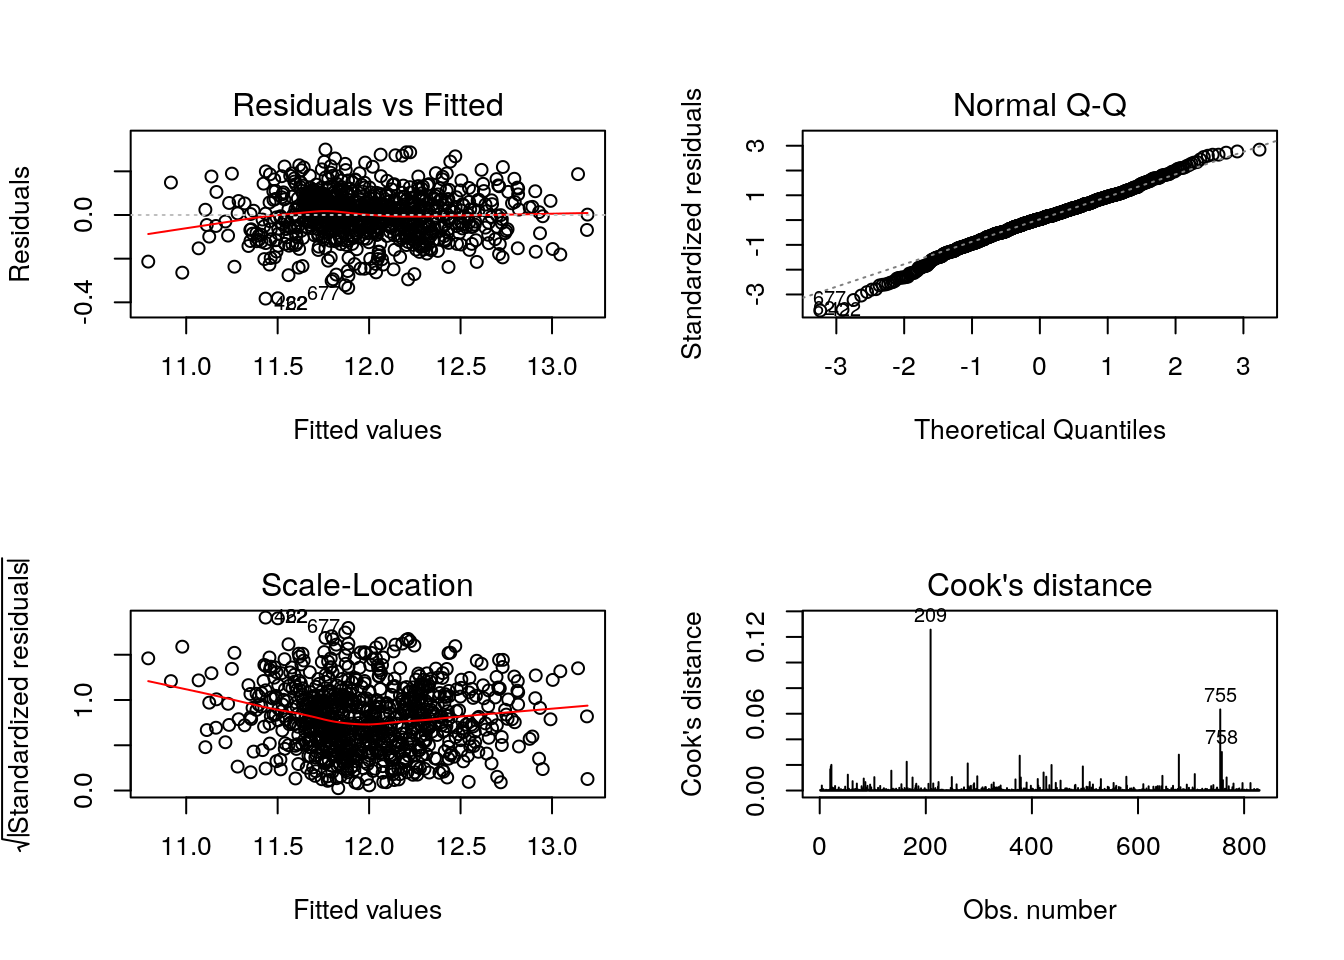 Residuals vs Fitted
Residuals
0.0
-0.4
677
11.0 11.5 12.0 12.5 13.0
Fitted values
Normal Q-Q
Standardized residuals
3
1
-1
-3
677
-3 -2 -1 0 1 2 3
Theoretical Quantiles
Scale-Location
√|Standardized residuals|
1.0
0.0
677
11.0 11.5 12.0 12.5 13.0
Fitted values
Cook's distance
Cook's distance
0.12
0.06
0.00
209
755
758
0 200 400 600 800
Obs. number